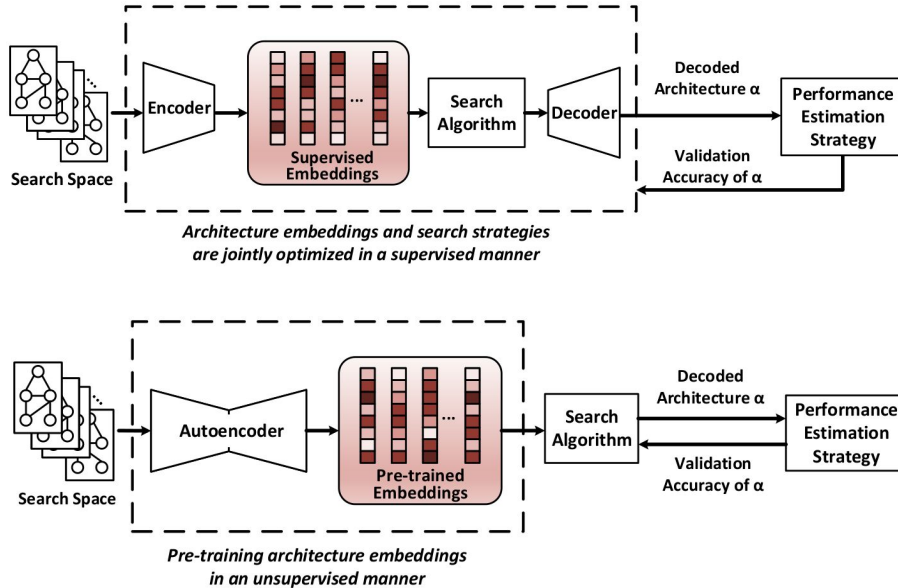 Search Space
Encoder
...
Supervised
Embeddings
Search
Algorithm
Decoder
Decoded
Architecture α
Validation
Accuracy of α
Performance
Estimation
Strategy
Architecture embeddings and search strategies
are jointly optimized in a supervised manner
Search Space
Autoencoder
...
Pre-trained
Embeddings
Search
Algorithm
Decoded
Architecture α
Validation
Accuracy of α
Performance
Estimation
Strategy
Pre-training architecture embeddings
in an unsupervised manner